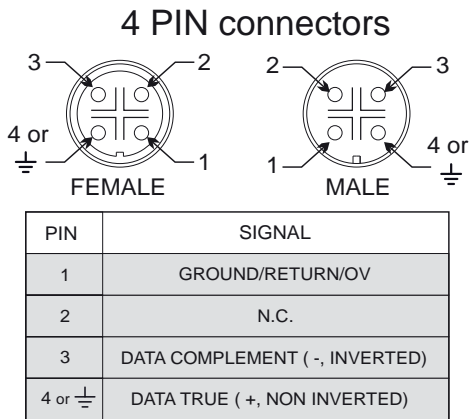 4 PIN connectors
3 2
4 or ⏚ 1
FEMALE
2 3
1 4 or ⏚
MALE
PIN SIGNAL
1 GROUND/RETURN/OV
2 N.C.
3 DATA COMPLEMENT ( -, INVERTED)
4 or ⏚ DATA TRUE ( +, NON INVERTED)